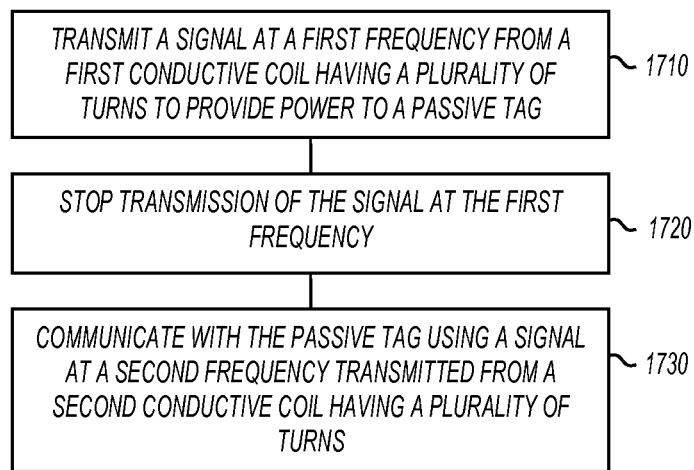 TRANSMIT A SIGNAL AT A FIRST FREQUENCY FROM A
FIRST CONDUCTIVE COIL HAVING A PLURALITY OF
TURNS TO PROVIDE POWER TO A PASSIVE TAG
1710
STOP TRANSMISSION OF THE SIGNAL AT THE FIRST
FREQUENCY
1720
COMMUNICATE WITH THE PASSIVE TAG USING A SIGNAL
AT A SECOND FREQUENCY TRANSMITTED FROM A
SECOND CONDUCTIVE COIL HAVING A PLURALITY OF
TURNS
1730